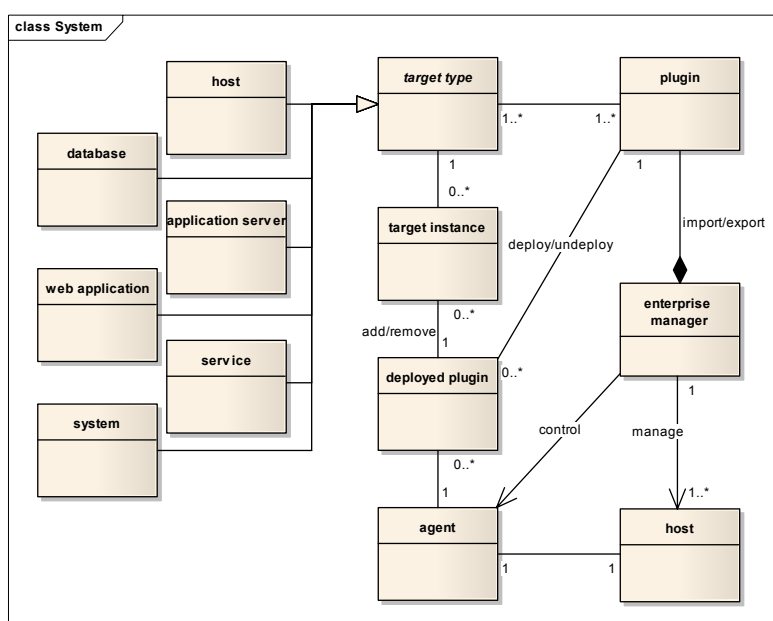 class System
host
database
application server
web application
service
system
target type
plugin
1..*
1..*
1
1
0..*
target instance
deploy/undeploy
import/export
0..*
add/remove
1
enterprise
manager
deployed plugin
0..*
1
control
manage
0..*
1
1..*
agent
host
1
1